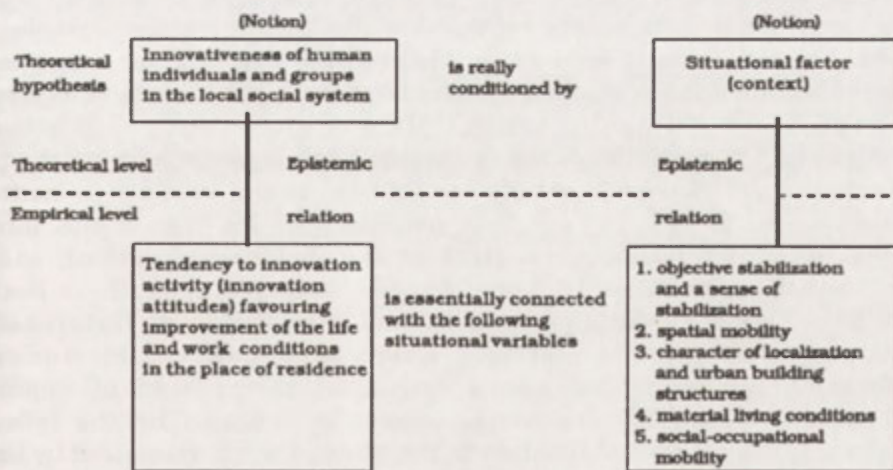 (Notion)
(Notion)
Theoretical
hypothesis
Innovativeness of human
individuals and groups
in the local social system
is really
conditioned by
Situational factor
(context)
Theoretical level
Epistemic
Epistemic
Empirical level
relation
relation
Tendency to innovation
activity (innovation
attitudes) favouring
improvement of the life
and work conditions
in the place of residence
is essentially connected
with the following
situational variables
1. objective stabilization
and a sense of
stabilization
2. spatial mobility
3. character of localization
and urban building
structures
4. material living conditions
5. social-occupational
mobility